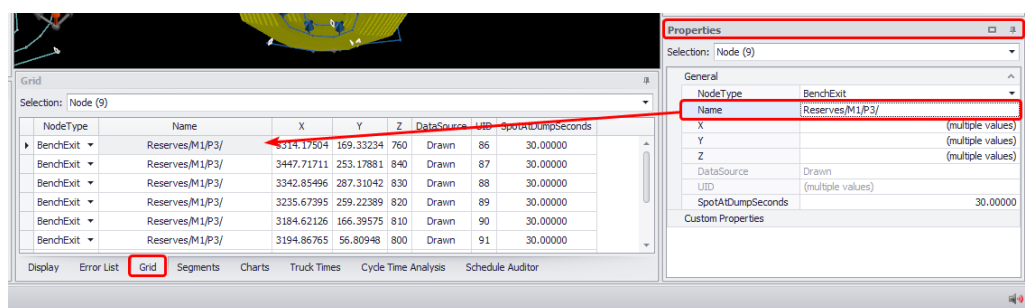 Grid
Selection: Node (9)
NodeType Name X Y Z DataSource UID SpotAtDumpSeconds
BenchExit Reserves/M1/P3/ 3314.17504 169.33234 760 Drawn 86 30.00000
BenchExit Reserves/M1/P3/ 3447.71711 253.17881 840 Drawn 87 30.00000
BenchExit Reserves/M1/P3/ 3342.85496 287.31042 830 Drawn 88 30.00000
BenchExit Reserves/M1/P3/ 3235.67395 259.22389 820 Drawn 89 30.00000
BenchExit Reserves/M1/P3/ 3184.62126 166.39575 810 Drawn 90 30.00000
BenchExit Reserves/M1/P3/ 3194.86765 56.80948 800 Drawn 91 30.00000
Display Error List Grid Segments Charts Truck Times Cycle Time Analysis Schedule Auditor
Properties
Selection: Node (9)
General
NodeType BenchExit
Name Reserves/M1/P3/
X (multiple values)
Y (multiple values)
Z (multiple values)
DataSource Drawn
UID (multiple values)
SpotAtDumpSeconds 30.00000
Custom Properties